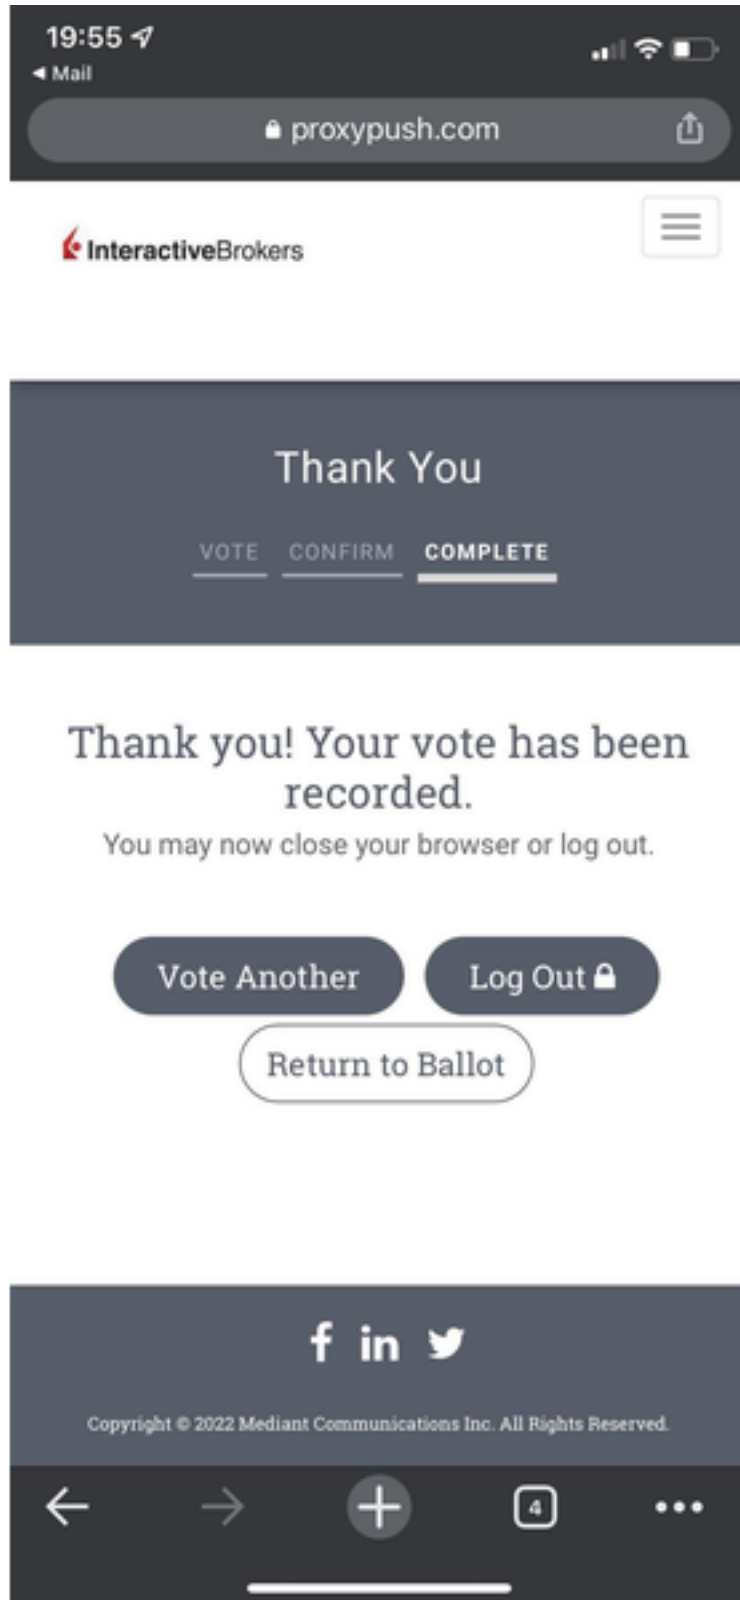 19:55
Mail
proxypush.com
InteractiveBrokers
Thank You
VOTE CONFIRM COMPLETE
Thank you! Your vote has been
recorded.
You may now close your browser or log out.
Vote Another Log Out
Return to Ballot
f in
Copyright © 2022 Mediant Communications Inc. All Rights Reserved.
4